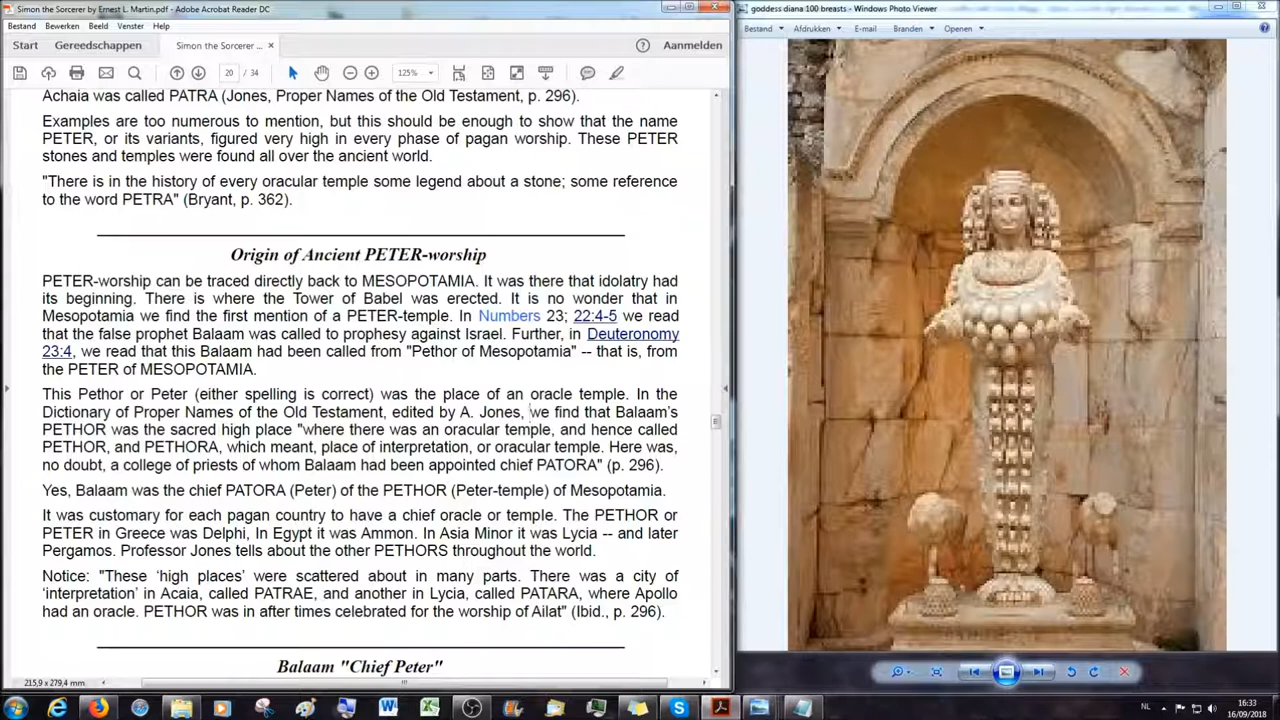 Simon the Sorcerer by Ernest L. Martin.pdf - Adobe Acrobat Reader DC
Bestand Bewerken Beeld Venster Help
Start Gereedschappen Simon the Sorcerer ... × Aanmelden
20 / 34 125%
Achaia was called PATRA (Jones, Proper Names of the Old Testament, p. 296).
Examples are too numerous to mention, but this should be enough to show that the name
PETER, or its variants, figured very high in every phase of pagan worship. These PETER
stones and temples were found all over the ancient world.
"There is in the history of every oracular temple some legend about a stone; some reference
to the word PETRA" (Bryant, p. 362).
Origin of Ancient PETER-worship
PETER-worship can be traced directly back to MESOPOTAMIA. It was there that idolatry had
its beginning. There is where the Tower of Babel was erected. It is no wonder that in
Mesopotamia we find the first mention of a PETER-temple. In Numbers 23; 22:4-5 we read
that the false prophet Balaam was called to prophesy against Israel. Further, in Deuteronomy
23:4, we read that this Balaam had been called from "Pethor of Mesopotamia" -- that is, from
the PETER of MESOPOTAMIA.
This Pethor or Peter (either spelling is correct) was the place of an oracle temple. In the
Dictionary of Proper Names of the Old Testament, edited by A. Jones, we find that Balaam's
PETHOR was the sacred high place "where there was an oracular temple, and hence called
PETHOR, and PETHORA, which meant, place of interpretation, or oracular temple. Here was,
no doubt, a college of priests of whom Balaam had been appointed chief PATORA" (p. 296).
Yes, Balaam was the chief PATORA (Peter) of the PETHOR (Peter-temple) of Mesopotamia.
It was customary for each pagan country to have a chief oracle or temple. The PETHOR or
PETER in Greece was Delphi, In Egypt it was Ammon. In Asia Minor it was Lycia -- and later
Pergamos. Professor Jones tells about the other PETHORS throughout the world.
Notice: "These 'high places' were scattered about in many parts. There was a city of
'interpretation' in Acaia, called PATRAE, and another in Lycia, called PATARA, where Apollo
had an oracle. PETHOR was in after times celebrated for the worship of Ailat" (Ibid., p. 296).
Balaam "Chief Peter"
215,9 x 279,4 mm.
goddess diana 100 breasts - Windows Photo Viewer
Bestand Afdrukken E-mail Branden Openen
NL 16:33
16/09/2018